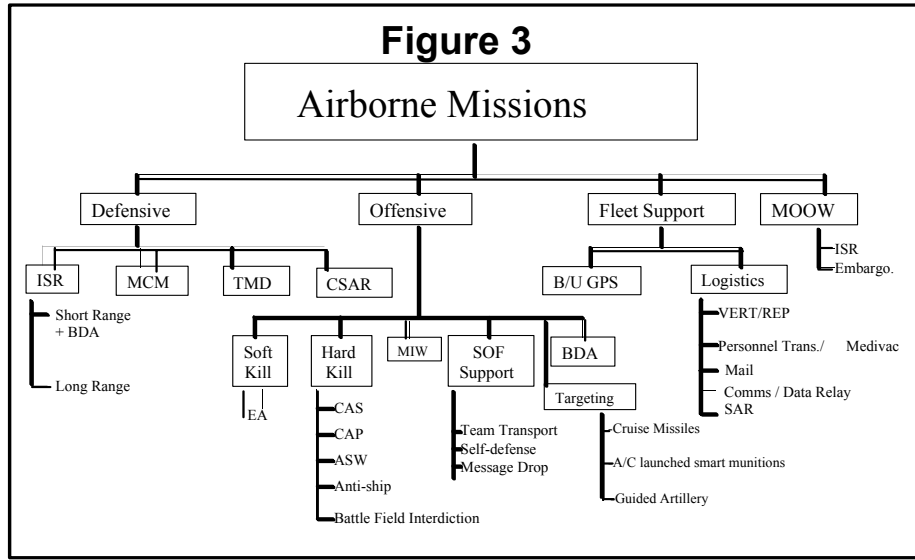 Figure 3
Airborne Missions
Defensive
Offensive
Fleet Support
MOOW
ISR
MCM
TMD
CSAR
B/U GPS
Logistics
ISR
Embargo.
Short Range
+ BDA
Long Range
VERT/REP
Personnel Trans./ Medivac
Mail
Comms / Data Relay
SAR
Soft
Kill
Hard
Kill
MIW
SOF
Support
BDA
Targeting
EA
CAS
CAP
ASW
Anti-ship
Battle Field Interdiction
Team Transport
Self-defense
Message Drop
Cruise Missiles
A/C launched smart munitions
Guided Artillery